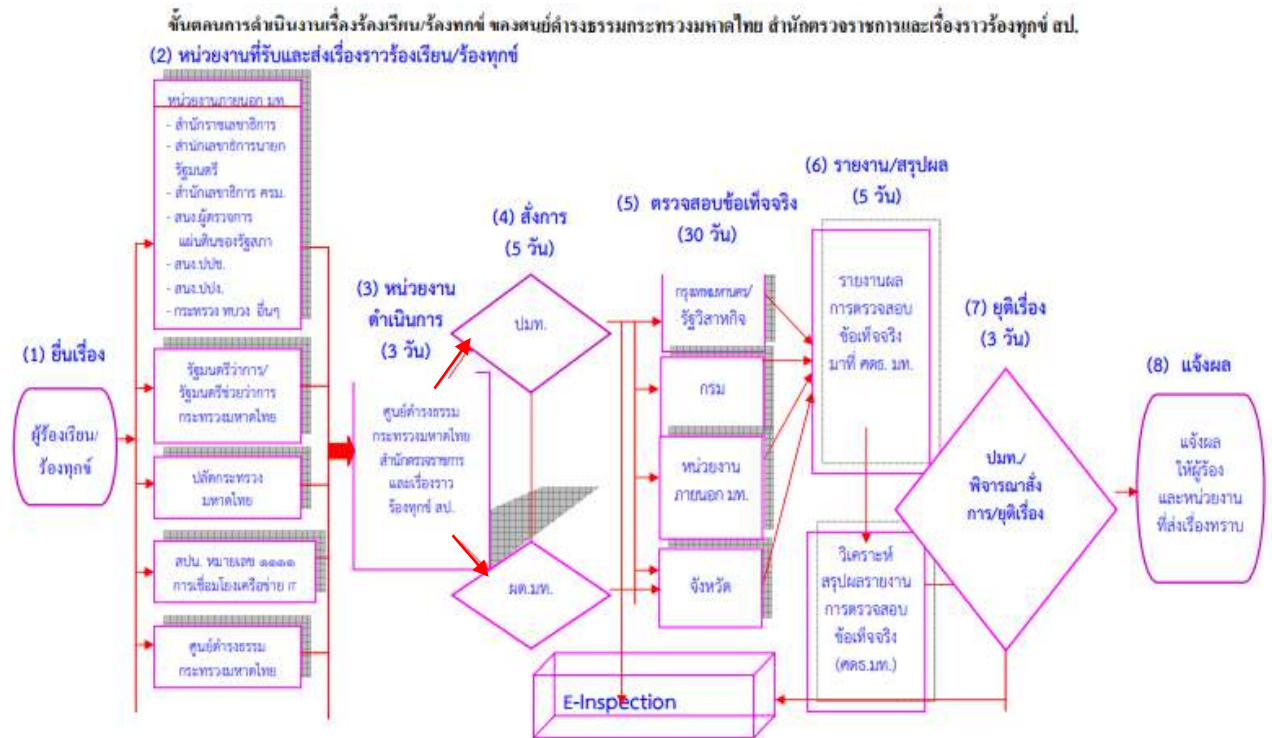 ขั้นตอนการดำเนินงานเรื่องร้องเรียน/ร้องทุกข์ ของศูนย์ดำรงธรรมกระทรวงมหาดไทย สำนักตรวจราชการและเรื่องราวร้องทุกข์ สป.
(1) ยื่นเรื่อง
ผู้ร้องเรียน/
ร้องทุกข์
(2) หน่วยงานที่รับและส่งเรื่องราวร้องเรียน/ร้องทุกข์
หน่วยงานภายนอก มท.
- สำนักราชเลขาธิการ
- สำนักเลขาธิการนายก
รัฐมนตรี
- สำนักเลขาธิการ ครม.
- สนง.ผู้ตรวจการ
แผ่นดินของรัฐสภา
- สนง.ปปช.
- สนง.ปปง.
- กระทรวง ทบวง อื่นๆ
รัฐมนตรีว่าการ/
รัฐมนตรีช่วยว่าการ
กระทรวงมหาดไทย
ปลัดกระทรวง
มหาดไทย
สปน. หมายเลข ๑๑๑๑
การเชื่อมโยงเครือข่าย IT
ศูนย์ดำรงธรรม
กระทรวงมหาดไทย
(3) หน่วยงาน
ดำเนินการ
(3 วัน)
ศูนย์ดำรงธรรม
กระทรวงมหาดไทย
สำนักตรวจราชการ
และเรื่องราว
ร้องทุกข์ สป.
(4) สั่งการ
(5 วัน)
ปมท.
ผต.มท.
(5) ตรวจสอบข้อเท็จจริง
(30 วัน)
กรุงเทพมหานคร/
รัฐวิสาหกิจ
กรม
หน่วยงาน
ภายนอก มท.
จังหวัด
E-Inspection
(6) รายงาน/สรุปผล
(5 วัน)
รายงานผล
การตรวจสอบ
ข้อเท็จจริง
มาที่ ศดธ. มท.
วิเคราะห์
สรุปผลรายงาน
การตรวจสอบ
ข้อเท็จจริง
(ศดธ.มท.)
(7) ยุติเรื่อง
(3 วัน)
ปมท./
พิจารณาสั่ง
การ/ยุติเรื่อง
(8) แจ้งผล
แจ้งผล
ให้ผู้ร้อง
และหน่วยงาน
ที่ส่งเรื่องทราบ